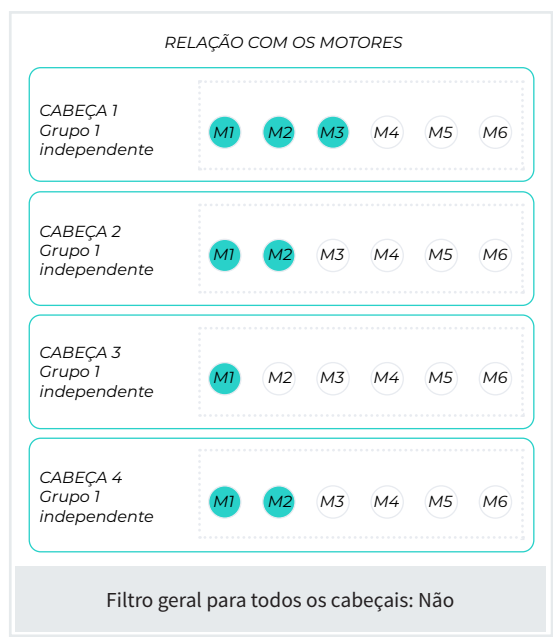 RELAÇÃO COM OS MOTORES
CABEÇA 1
Grupo 1
independente
M1 M2 M3 M4 M5 M6
CABEÇA 2
Grupo 1
independente
M1 M2 M3 M4 M5 M6
CABEÇA 3
Grupo 1
independente
M1 M2 M3 M4 M5 M6
CABEÇA 4
Grupo 1
independente
M1 M2 M3 M4 M5 M6
Filtro geral para todos os cabeçais: Não